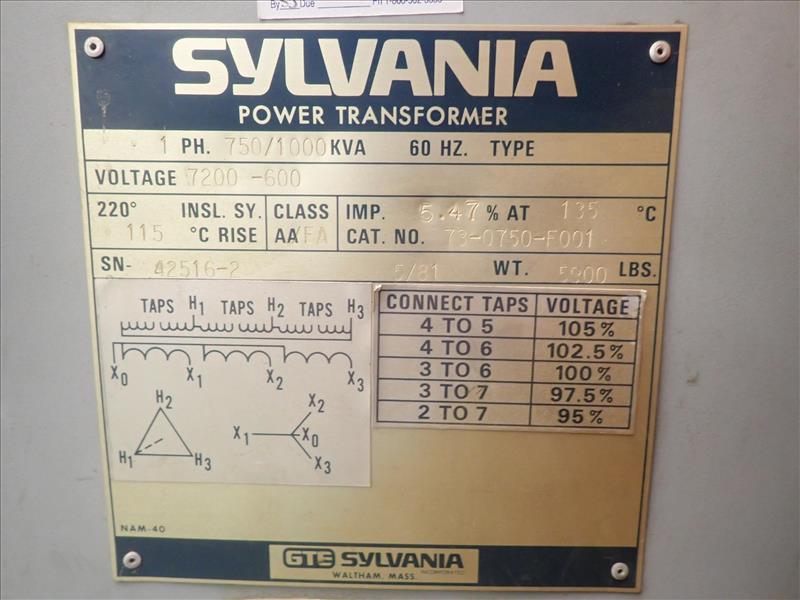 By 53 Due
SYLVANIA
POWER TRANSFORMER
1 PH. 750/1000 KVA 60 HZ. TYPE
VOLTAGE 7200 -600
220° INSL. SY. CLASS IMP. 5.47 % AT 135 °C
115 °C RISE AA/FA CAT. NO. 73-0750-F001
SN- 42516-2 5/81 WT. 5900 LBS.
TAPS H1 TAPS H2 TAPS H3
X0 X1 X2 X3
H2
H1 H3
X2
X1 X0
X3
CONNECT TAPS VOLTAGE
4 TO 5 105%
4 TO 6 102.5%
3 TO 6 100%
3 TO 7 97.5%
2 TO 7 95%
NAM-40
GTE SYLVANIA
INCORPORATED
WALTHAM, MASS.